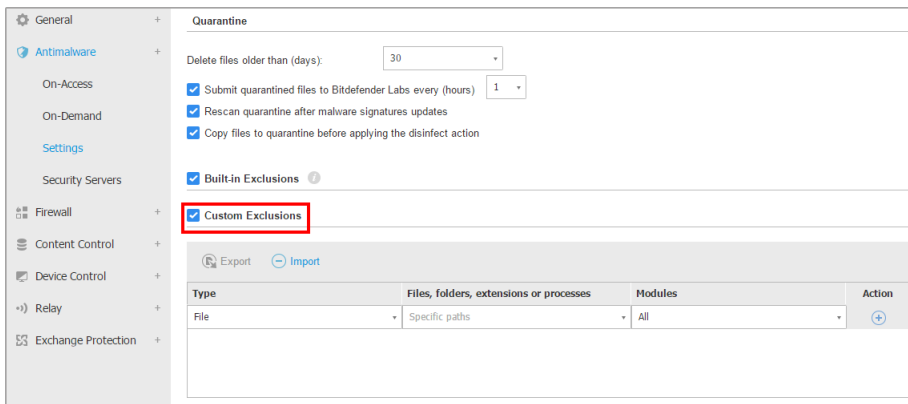 General +
Antimalware +
On-Access
On-Demand
Settings
Security Servers
Firewall +
Content Control +
Device Control +
Relay +
Exchange Protection +
Quarantine
Delete files older than (days): 30
Submit quarantined files to Bitdefender Labs every (hours) 1
Rescan quarantine after malware signatures updates
Copy files to quarantine before applying the disinfect action
Built-in Exclusions i
Custom Exclusions
Export Import
Type Files, folders, extensions or processes Modules Action
File Specific paths All